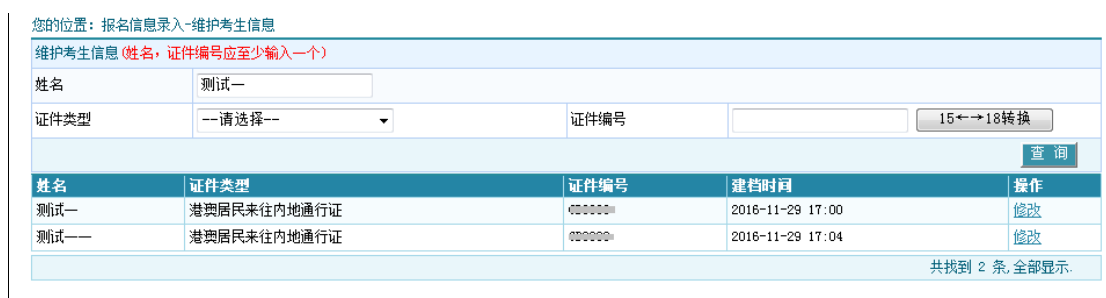 您的位置：报名信息录入-维护考生信息
维护考生信息(姓名，证件编号应至少输入一个)
姓名 测试一
证件类型 --请选择-- 证件编号 15←→18转换
查 询
姓名 证件类型 证件编号 建档时间 操作
测试一 港澳居民来往内地通行证 2016-11-29 17:00 修改
测试一一 港澳居民来往内地通行证 2016-11-29 17:04 修改
共找到 2 条,全部显示.